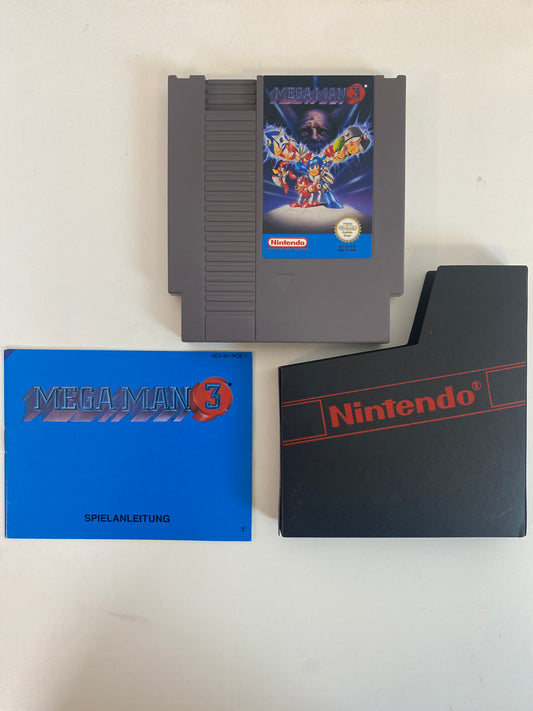 MEGA MAN 3
Nintendo
NES-XU-NOE-1
MEGA MAN 3
SPIELANLEITUNG
Nintendo®